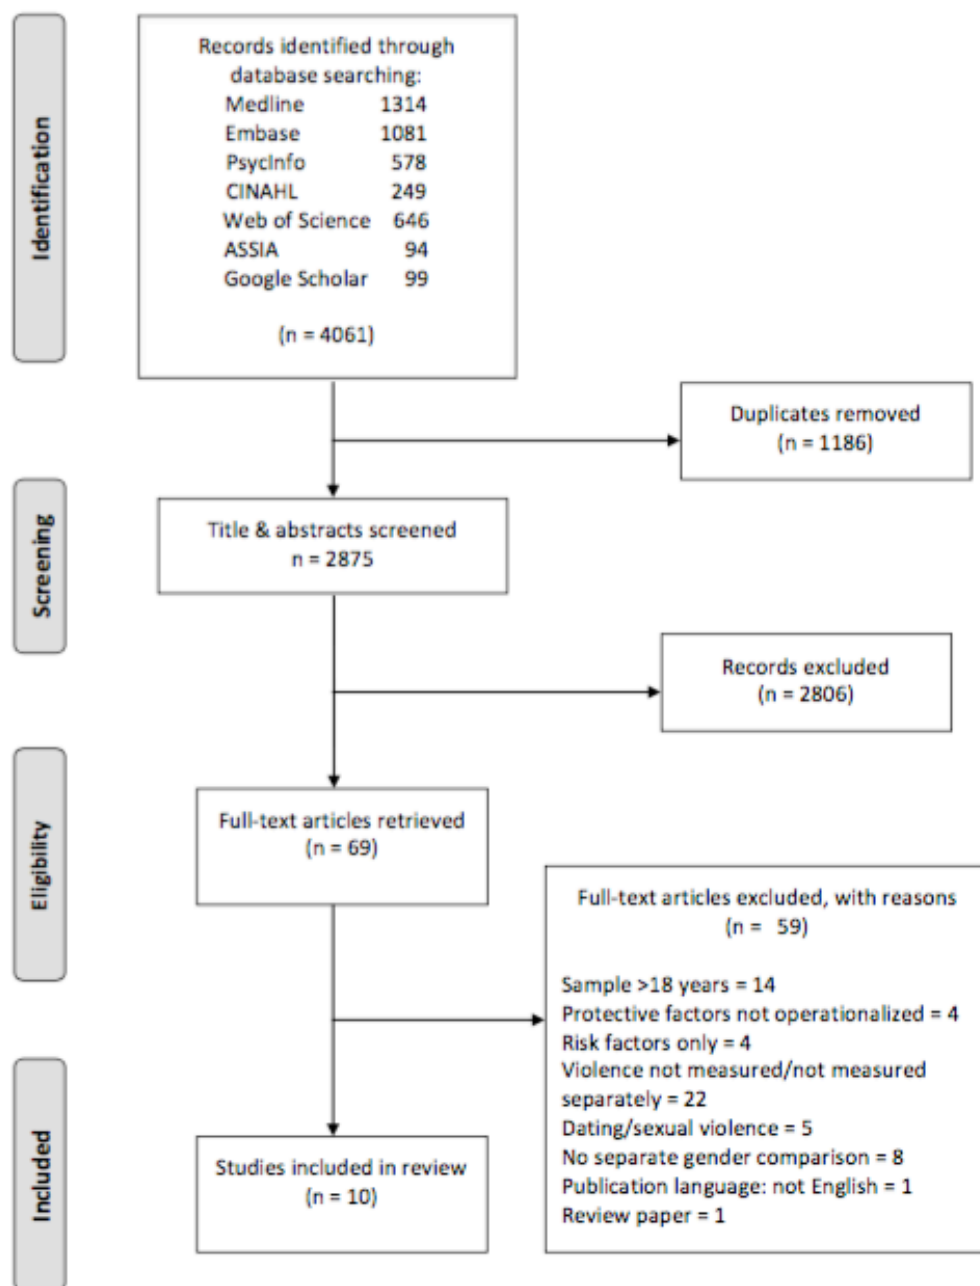 Identification
Records identified through
database searching:
Medline 1314
Embase 1081
PsycInfo 578
CINAHL 249
Web of Science 646
ASSIA 94
Google Scholar 99
(n = 4061)
Duplicates removed
(n = 1186)
Screening
Title & abstracts screened
n = 2875
Records excluded
(n = 2806)
Eligibility
Full-text articles retrieved
(n = 69)
Full-text articles excluded, with reasons
(n = 59)
Sample >18 years = 14
Protective factors not operationalized = 4
Risk factors only = 4
Violence not measured/not measured
separately = 22
Dating/sexual violence = 5
No separate gender comparison = 8
Publication language: not English = 1
Review paper = 1
Included
Studies included in review
(n = 10)